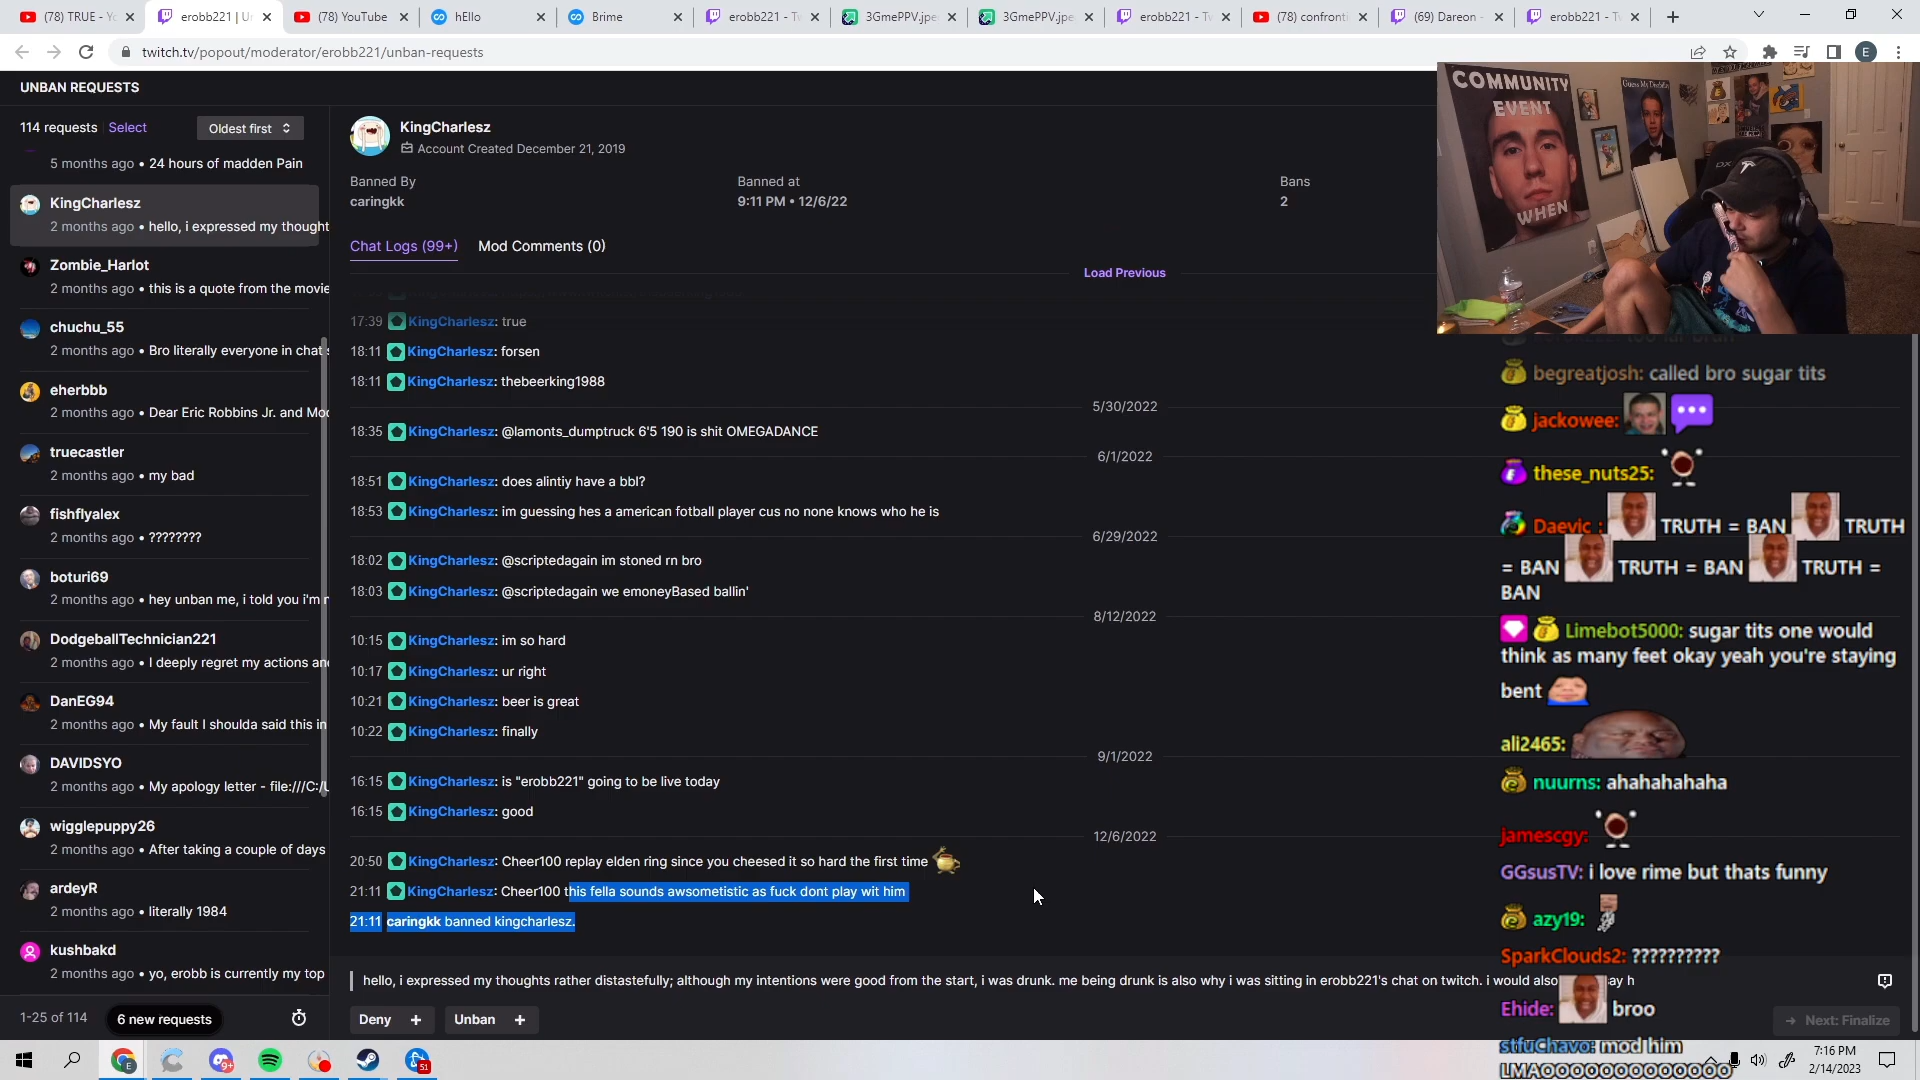 (78) TRUE - Yo
erobb221 | U
(78) YouTube
hEllo
Brime
erobb221 - Tw
3GmePPV.jpe
3GmePPV.jpe
erobb221 - Tw
(78) confronti
(69) Dareon -
erobb221 - Tw
twitch.tv/popout/moderator/erobb221/unban-requests
E
UNBAN REQUESTS
114 requests Select Oldest first
5 months ago • 24 hours of madden Pain
KingCharlesz
2 months ago • hello, i expressed my thought
Zombie_Harlot
2 months ago • this is a quote from the movie
chuchu_55
2 months ago • Bro literally everyone in chat
eherbbb
2 months ago • Dear Eric Robbins Jr. and Moc
truecastler
2 months ago • my bad
fishflyalex
2 months ago • ????????
boturi69
2 months ago • hey unban me, i told you i'm
DodgeballTechnician221
2 months ago • I deeply regret my actions an
DanEG94
2 months ago • My fault I shoulda said this in
DAVIDSYO
2 months ago • My apology letter - file:///C:/
wigglepuppy26
2 months ago • After taking a couple of days
ardeyR
2 months ago • literally 1984
kushbakd
2 months ago • yo, erobb is currently my top
1-25 of 114 6 new requests
KingCharlesz
Account Created December 21, 2019
Banned By
caringkk
Banned at
9:11 PM • 12/6/22
Bans
2
Chat Logs (99+) Mod Comments (0)
Load Previous
17:39 KingCharlesz: true
18:11 KingCharlesz: forsen
18:11 KingCharlesz: thebeerking1988
5/30/2022
18:35 KingCharlesz: @lamonts_dumptruck 6'5 190 is shit OMEGADANCE
6/1/2022
18:51 KingCharlesz: does alintiy have a bbl?
18:53 KingCharlesz: im guessing hes a american fotball player cus no none knows who he is
6/29/2022
18:02 KingCharlesz: @scriptedagain im stoned rn bro
18:03 KingCharlesz: @scriptedagain we emoneyBased ballin'
8/12/2022
10:15 KingCharlesz: im so hard
10:17 KingCharlesz: ur right
10:21 KingCharlesz: beer is great
10:22 KingCharlesz: finally
9/1/2022
16:15 KingCharlesz: is "erobb221" going to be live today
16:15 KingCharlesz: good
12/6/2022
20:50 KingCharlesz: Cheer100 replay elden ring since you cheesed it so hard the first time
21:11 KingCharlesz: Cheer100 this fella sounds awsometistic as fuck dont play wit him
21:11 caringkk banned kingcharlesz.
hello, i expressed my thoughts rather distastefully; although my intentions were good from the start, i was drunk. me being drunk is also why i was sitting in erobb221's chat on twitch. i would also ay h
Deny + Unban +
→ Next: Finalize
COMMUNITY
EVENT
WHEN
begreatjosh: called bro sugar tits
jackowee:
these_nuts25:
Daevic : TRUTH = BAN TRUTH
= BAN TRUTH = BAN TRUTH =
BAN
Limebot5000: sugar tits one would
think as many feet okay yeah you're staying
bent
ali2465:
nuurns: ahahahahaha
jamescgy:
GGsusTV: i love rime but thats funny
azy19:
SparkClouds2: ??????????
Ehide: broo
stfuChavo: mod him
LMAOOOOOOOOOOOOO
9+
51
7:16 PM
2/14/2023